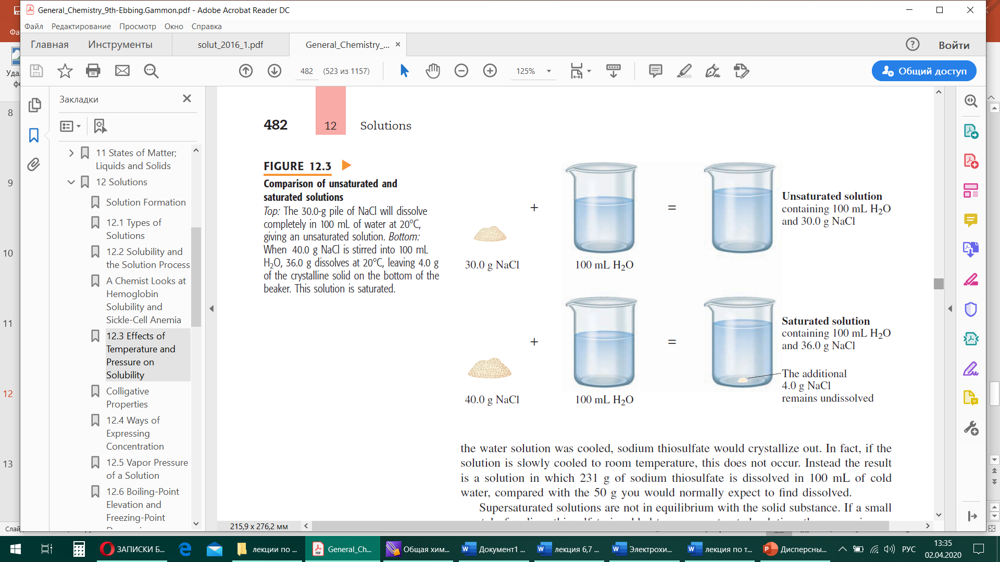 General_Chemistry_9th-Ebbing.Gammon.pdf - Adobe Acrobat Reader DC
Файл Редактирование Просмотр Окно Справка
Главная Инструменты solut_2016_1.pdf General_Chemistry_... Войти
482 (523 из 1157) 125% Общий доступ
Закладки
11 States of Matter;
Liquids and Solids
12 Solutions
Solution Formation
12.1 Types of
Solutions
12.2 Solubility and
the Solution Process
A Chemist Looks at
Hemoglobin
Solubility and
Sickle-Cell Anemia
12.3 Effects of
Temperature and
Pressure on
Solubility
Colligative
Properties
12.4 Ways of
Expressing
Concentration
12.5 Vapor Pressure
of a Solution
12.6 Boiling-Point
Elevation and
Freezing-Point
8
9
10
11
12
13
482 12 Solutions
FIGURE 12.3
Comparison of unsaturated and
saturated solutions
Top: The 30.0-g pile of NaCl will dissolve
completely in 100 mL of water at 20°C,
giving an unsaturated solution. Bottom:
When 40.0 g NaCl is stirred into 100 mL
H₂O, 36.0 g dissolves at 20°C, leaving 4.0 g
of the crystalline solid on the bottom of the
beaker. This solution is saturated.
+ =
30.0 g NaCl 100 mL H₂O
Unsaturated solution
containing 100 mL H₂O
and 30.0 g NaCl
+ =
40.0 g NaCl 100 mL H₂O
Saturated solution
containing 100 mL H₂O
and 36.0 g NaCl
The additional
4.0 g NaCl
remains undissolved
the water solution was cooled, sodium thiosulfate would crystallize out. In fact, if the
solution is slowly cooled to room temperature, this does not occur. Instead the result
is a solution in which 231 g of sodium thiosulfate is dissolved in 100 mL of cold
water, compared with the 50 g you would normally expect to find dissolved.
Supersaturated solutions are not in equilibrium with the solid substance. If a small
215,9 x 276,2 мм
ЗАПИСКИ Б... лекции по ... General_Ch... Общая хим... Документ1 ... лекция 6,7 ... Электрохи... лекция по т... Дисперсны... РУС
13:35
02.04.2020